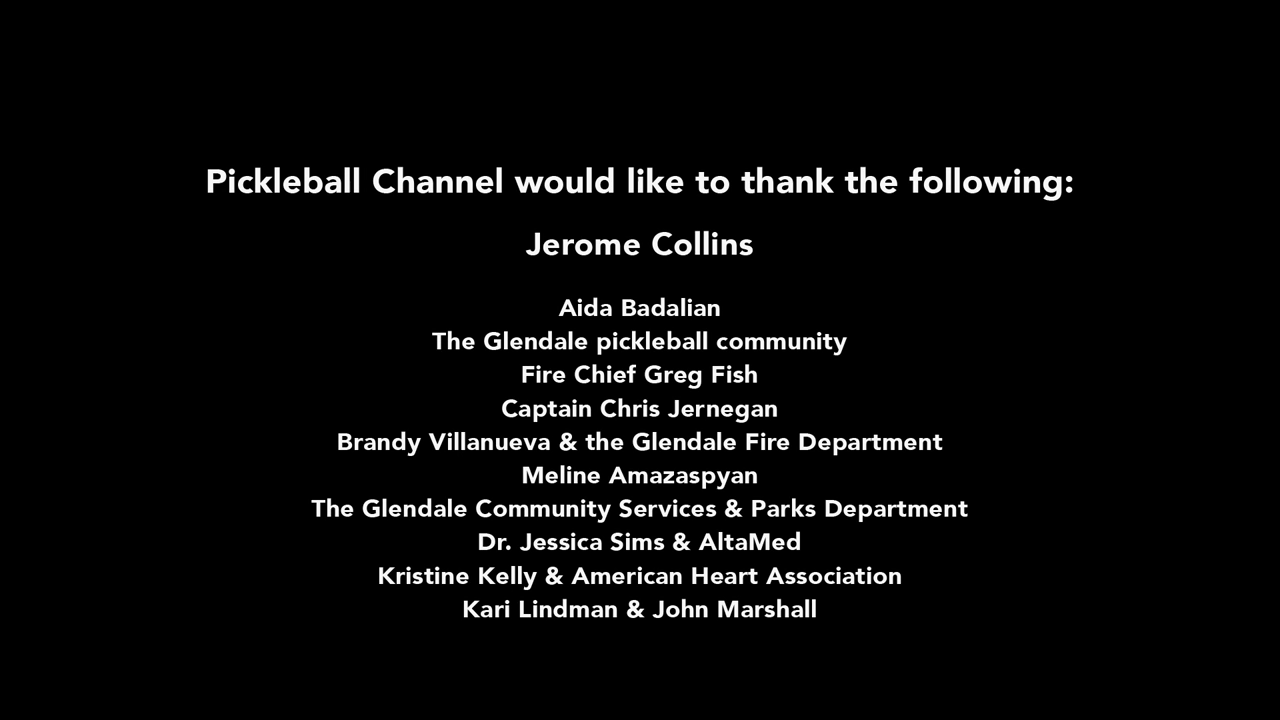 Pickleball Channel would like to thank the following:
Jerome Collins
Aida Badalian
The Glendale pickleball community
Fire Chief Greg Fish
Captain Chris Jernegan
Brandy Villanueva & the Glendale Fire Department
Meline Amazaspyan
The Glendale Community Services & Parks Department
Dr. Jessica Sims & AltaMed
Kristine Kelly & American Heart Association
Kari Lindman & John Marshall